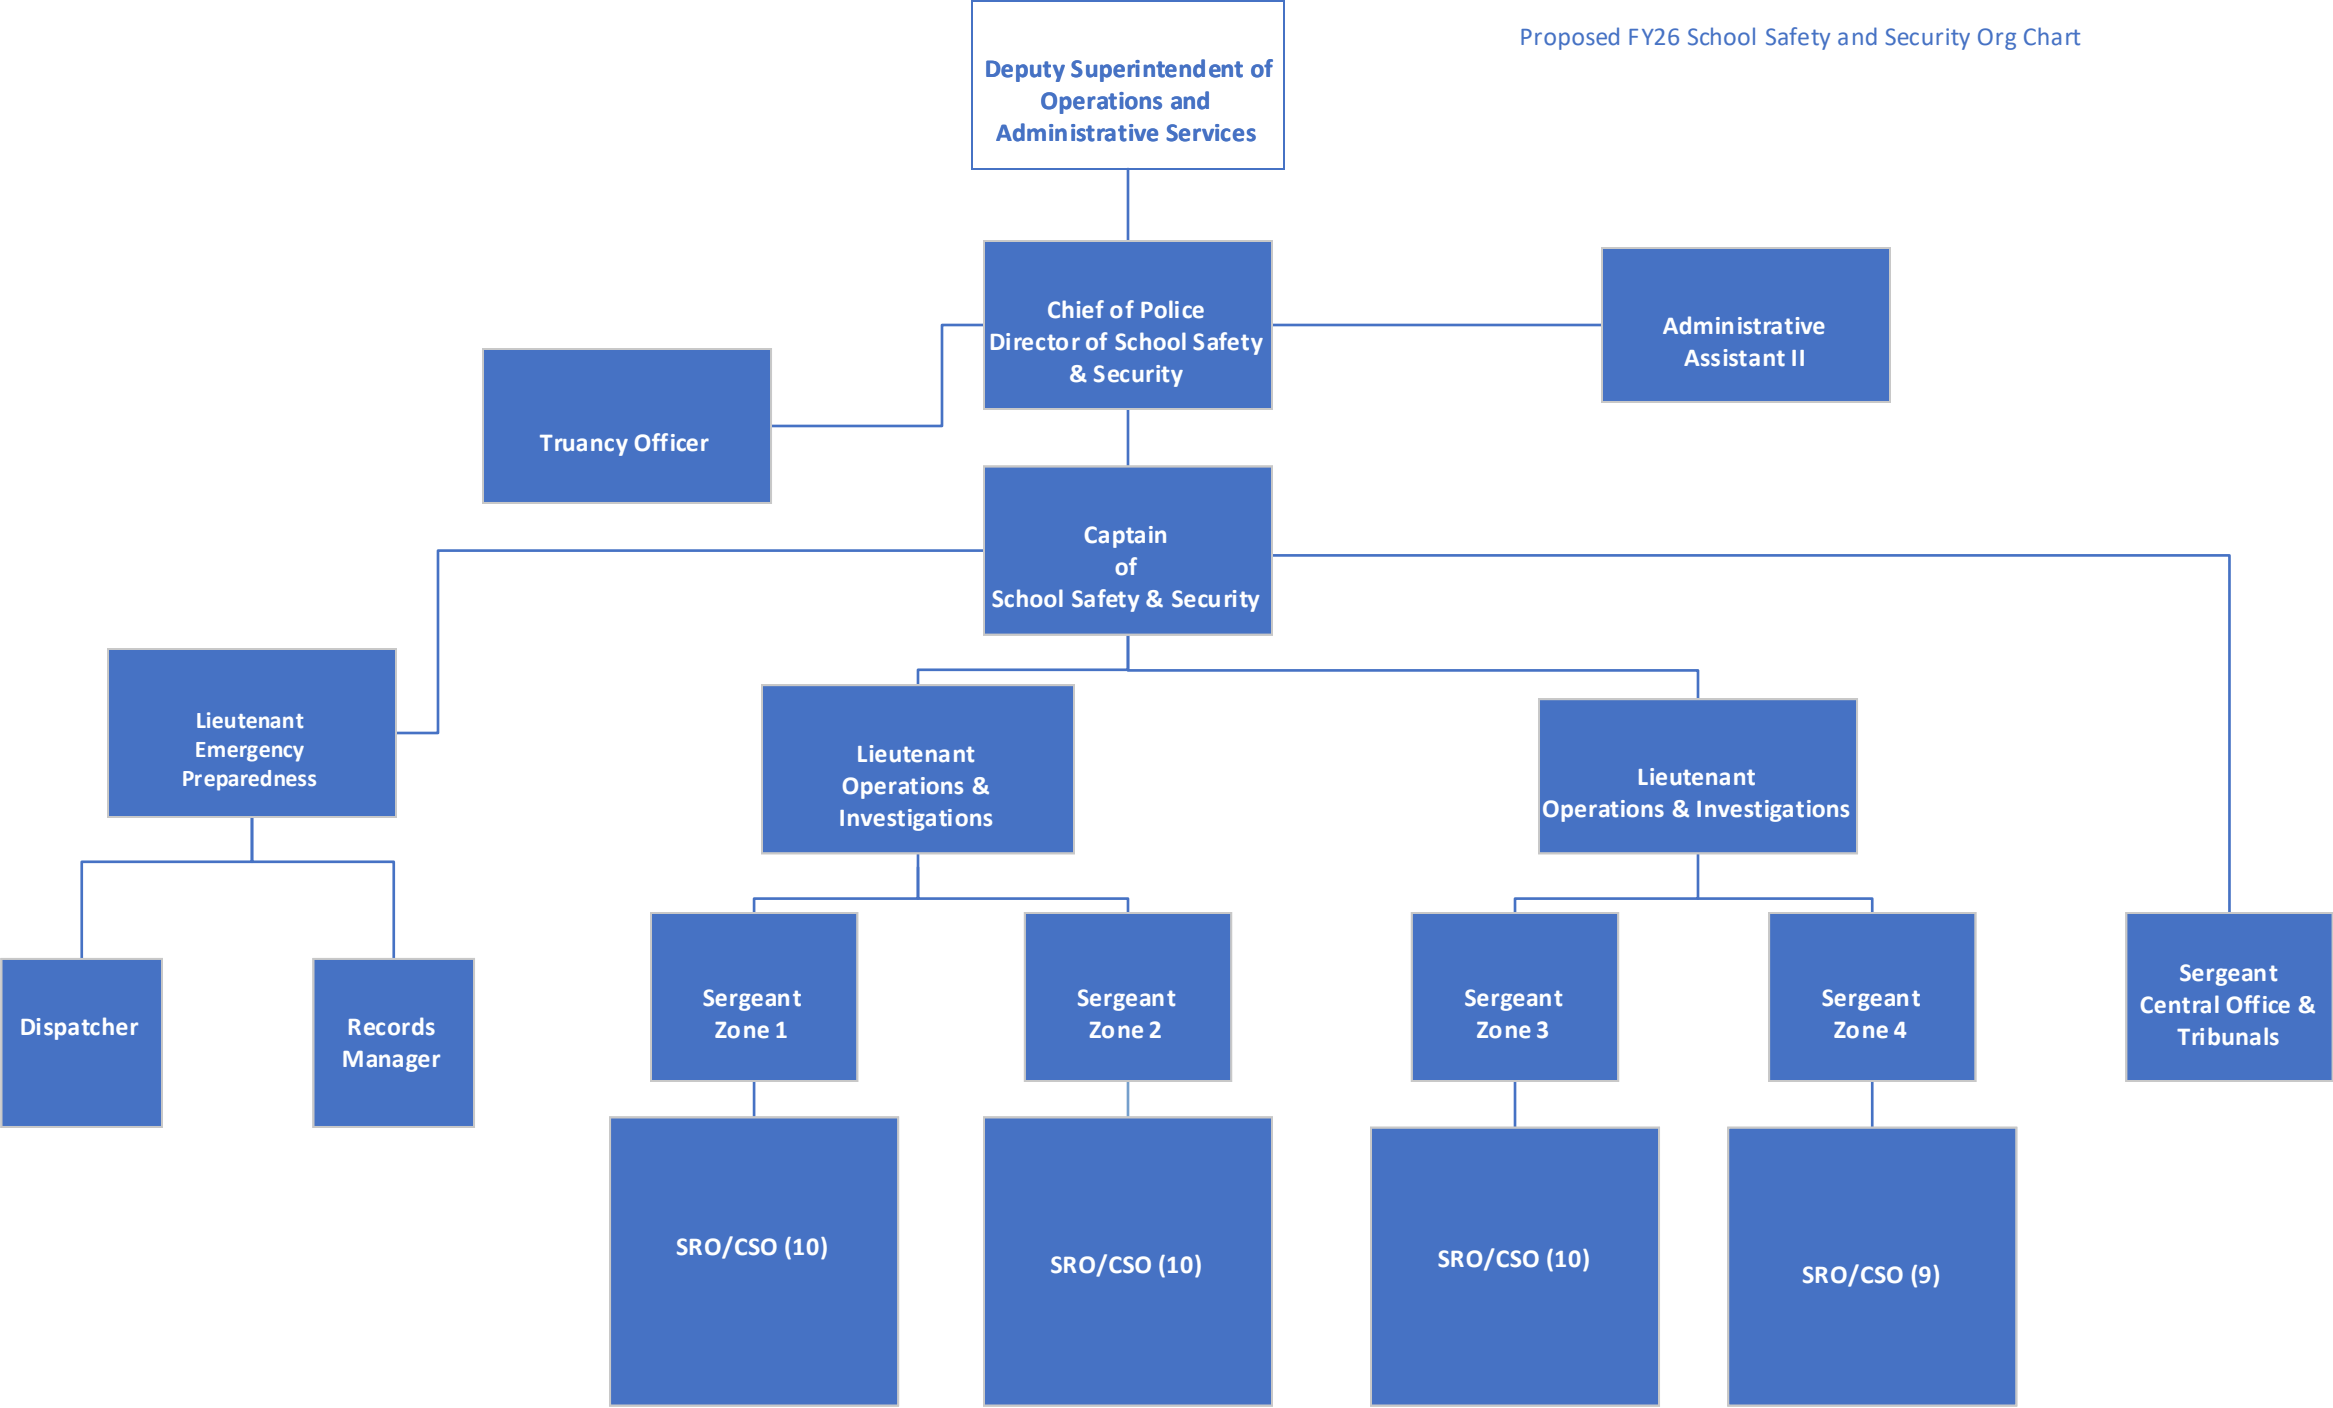 Proposed FY26 School Safety and Security Org Chart
Deputy Superintendent of
Operations and
Administrative Services
Chief of Police
Director of School Safety
& Security
Administrative
Assistant II
Truancy Officer
Captain
of
School Safety & Security
Lieutenant
Emergency
Preparedness
Lieutenant
Operations &
Investigations
Lieutenant
Operations & Investigations
Dispatcher
Records
Manager
Sergeant
Zone 1
Sergeant
Zone 2
Sergeant
Zone 3
Sergeant
Zone 4
Sergeant
Central Office &
Tribunals
SRO/CSO (10)
SRO/CSO (10)
SRO/CSO (10)
SRO/CSO (9)